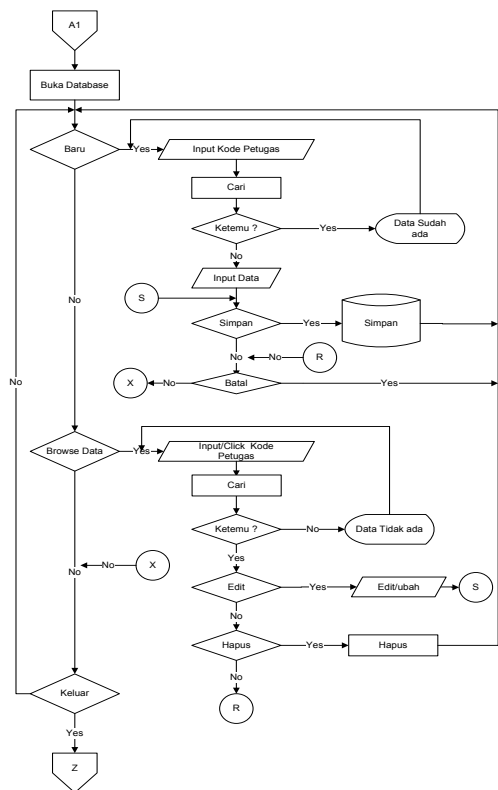 A1
Buka Database
Baru
Yes
Input Kode Petugas
Cari
Ketemu ?
Yes
Data Sudah
ada
No
Input Data
S
No
Simpan
Yes
Simpan
No
No
R
No
X
No
Batal
Yes
Browse Data
Yes
Input/Click Kode
Petugas
Cari
Ketemu ?
No
Data Tidak ada
Yes
No
X
No
Edit
Yes
Edit/ubah
S
No
Hapus
Yes
Hapus
No
Keluar
R
Yes
Z